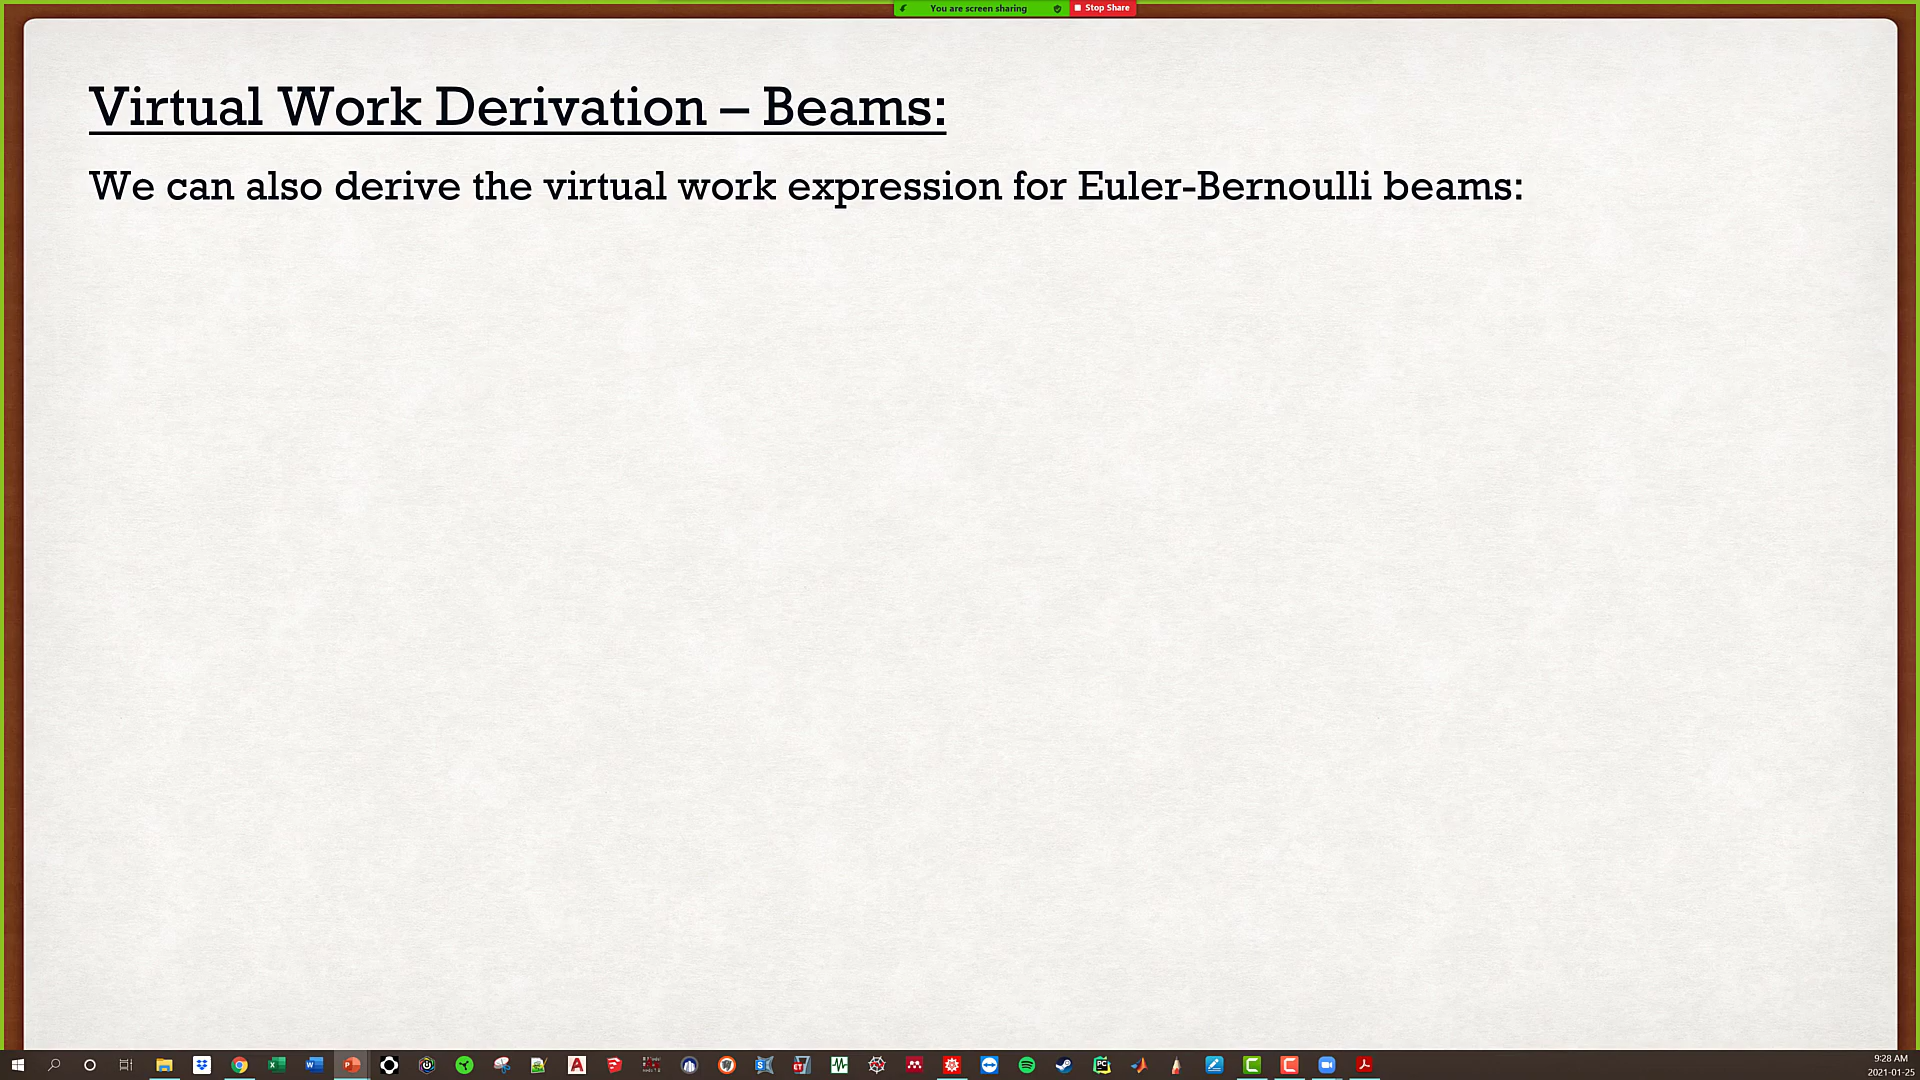 You are screen sharing
Stop Share
Virtual Work Derivation – Beams:
We can also derive the virtual work expression for Euler-Bernoulli beams:
9:28 AM
2021-01-25